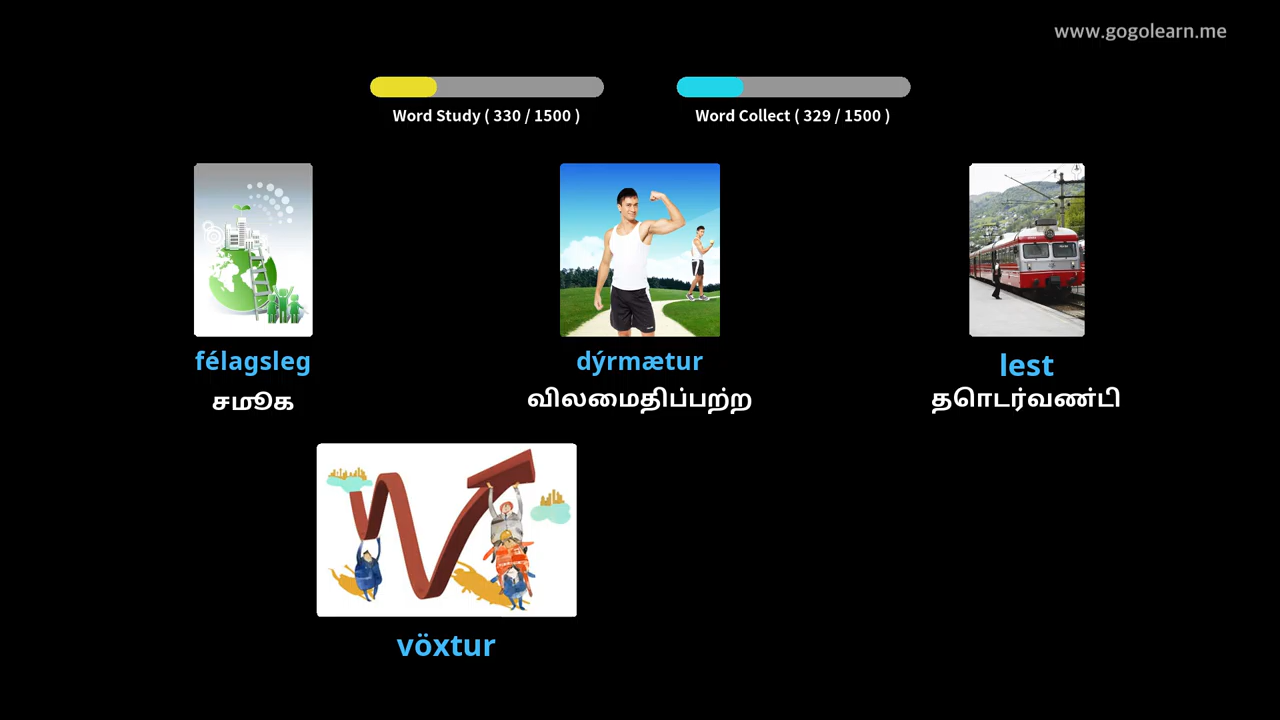 www.gogolearn.me
Word Study ( 330 / 1500 )
Word Collect ( 329 / 1500 )
félagsleg
dýrmætur
lest
சமூக
விலைமதிப்பற்ற
தொடர்வண்டி
vöxtur